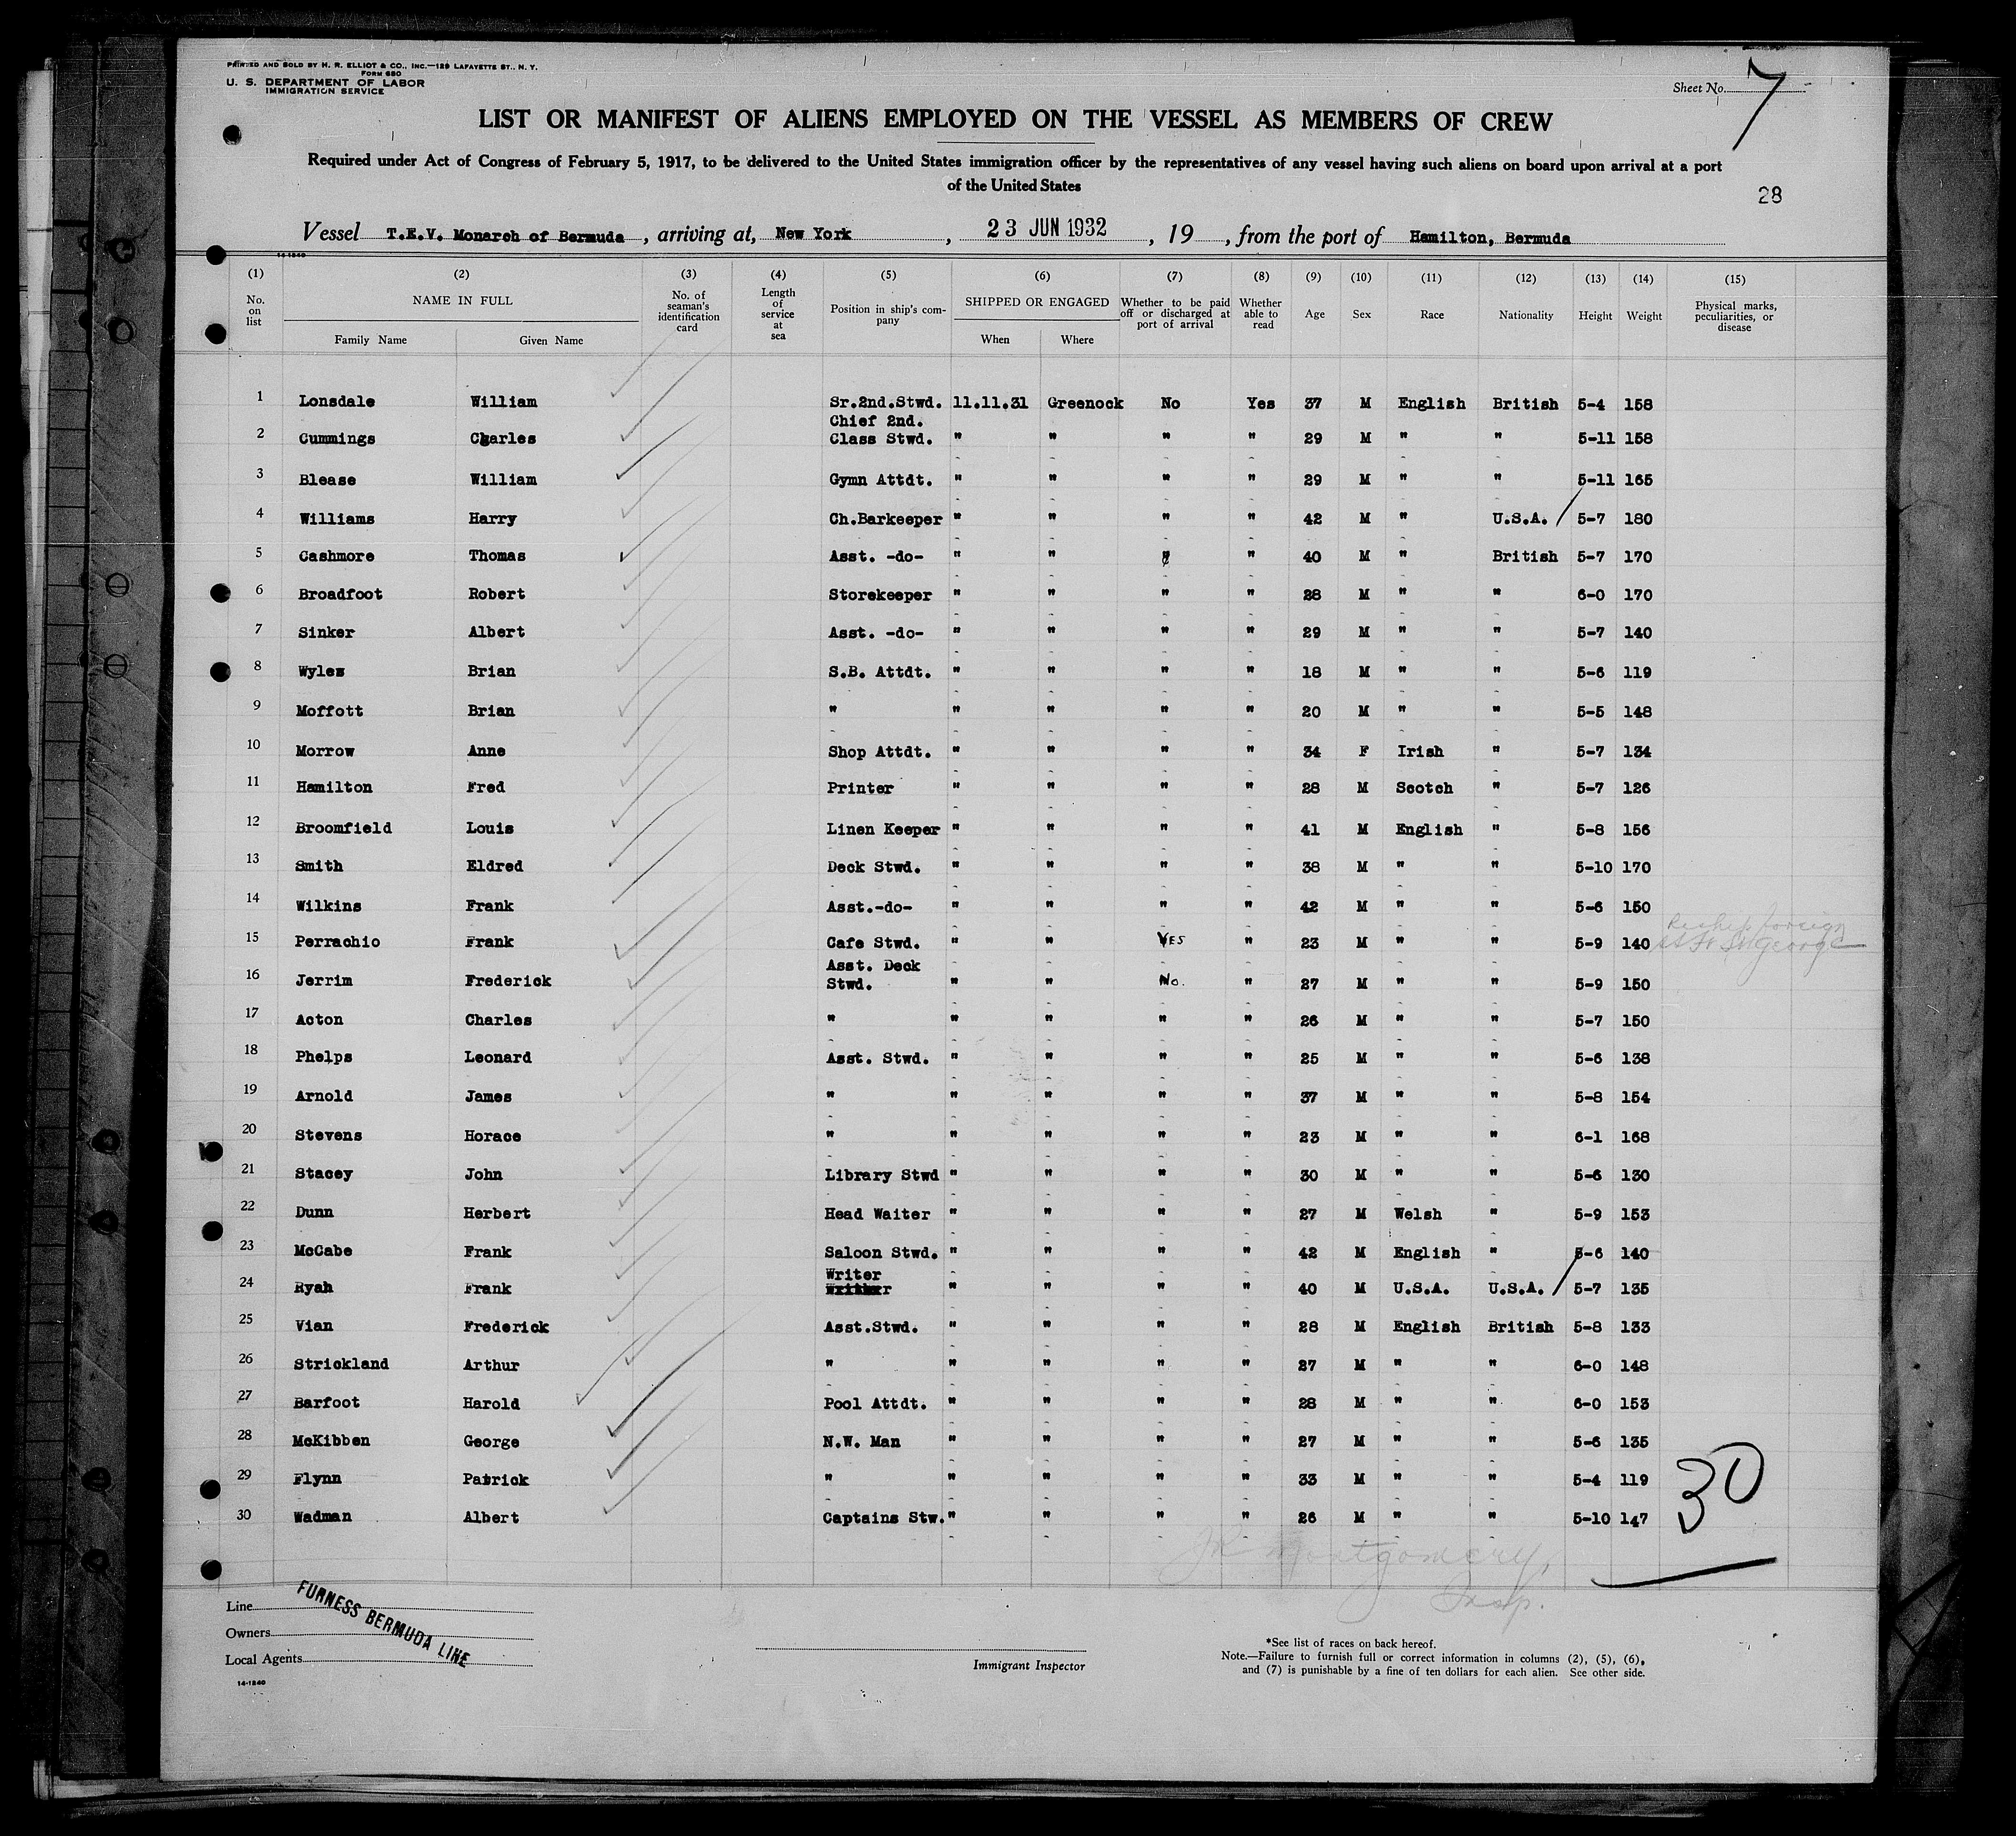 PRINTED AND SOLD BY H. R. ELLIOT & CO., INC.—129 LAFAYETTE ST., N. Y.
FORM 680
U. S. DEPARTMENT OF LABOR
IMMIGRATION SERVICE
Sheet No. 7
LIST OR MANIFEST OF ALIENS EMPLOYED ON THE VESSEL AS MEMBERS OF CREW
Required under Act of Congress of February 5, 1917, to be delivered to the United States immigration officer by the representatives of any vessel having such aliens on board upon arrival at a port
of the United States
28
Vessel T.E.V. Monarch of Bermuda, arriving at, New York, 23 JUN 1932, 19, from the port of Hamilton, Bermuda
14-1240
(1) (2) (3) (4) (5) (6) (7) (8) (9) (10) (11) (12) (13) (14) (15)
No. on list NAME IN FULL No. of seaman's identification card Length of service at sea Position in ship's company SHIPPED OR ENGAGED Whether to be paid off or discharged at port of arrival Whether able to read Age Sex Race Nationality Height Weight Physical marks, peculiarities, or disease
Family Name Given Name When Where
1 Lonsdale William Sr.2nd.Stwd. 11.11.31 Greenock No Yes 37 M English British 5-4 158
Chief 2nd.
2 Cummings Charles Class Stwd. " " " " 29 M " " 5-11 158
3 Blease William Gymn Attdt. " " " " 29 M " " 5-11 165
4 Williams Harry Ch.Barkeeper " " " " 42 M " U.S.A. 5-7 180
5 Cashmore Thomas Asst. -do- " " " " 40 M " British 5-7 170
6 Broadfoot Robert Storekeeper " " " " 28 M " " 6-0 170
7 Sinker Albert Asst. -do- " " " " 29 M " " 5-7 140
8 Wyles Brian S.B. Attdt. " " " " 18 M " " 5-6 119
9 Moffott Brian " " " " " 20 M " " 5-5 148
10 Morrow Anne Shop Attdt. " " " " 34 F Irish " 5-7 134
11 Hamilton Fred Printer " " " " 28 M Scotch " 5-7 126
12 Broomfield Louis Linen Keeper " " " " 41 M English " 5-8 156
13 Smith Eldred Deck Stwd. " " " " 38 M " " 5-10 170
14 Wilkins Frank Asst.-do- " " " " 42 M " " 5-6 150
15 Perrachio Frank Cafe Stwd. " " YES " 23 M " " 5-9 140
Asst. Deck
16 Jerrim Frederick Stwd. " " No. " 27 M " " 5-9 150
17 Acton Charles " " " " " 26 M " " 5-7 150
18 Phelps Leonard Asst. Stwd. " " " " 25 M " " 5-6 138
19 Arnold James " " " " " 37 M " " 5-8 154
20 Stevens Horace " " " " " 23 M " " 6-1 168
21 Stacey John Library Stwd " " " " 30 M " " 5-6 130
22 Dunn Herbert Head Waiter " " " " 27 M Welsh " 5-9 153
23 McCabe Frank Saloon Stwd. " " " " 42 M English " 5-6 140
Writer
24 Ryah Frank " " " " 40 M U.S.A. U.S.A. 5-7 135
25 Vian Frederick Asst.Stwd. " " " " 28 M English British 5-8 133
26 Strickland Arthur " " " " " 27 M " " 6-0 148
27 Barfoot Harold Pool Attdt. " " " " 28 M " " 6-0 153
28 McKibben George N.W. Man " " " " 27 M " " 5-6 135
29 Flynn Patrick " " " " " 33 M " " 5-4 119
30 Wadman Albert Captains Stw. " " " " 26 M " " 5-10 147
30
Montgomery,
Insp.
Line
Owners
Local Agents
FURNESS BERMUDA LINE
14-1240
Immigrant Inspector
*See list of races on back hereof.
Note.—Failure to furnish full or correct information in columns (2), (5), (6),
and (7) is punishable by a fine of ten dollars for each alien. See other side.